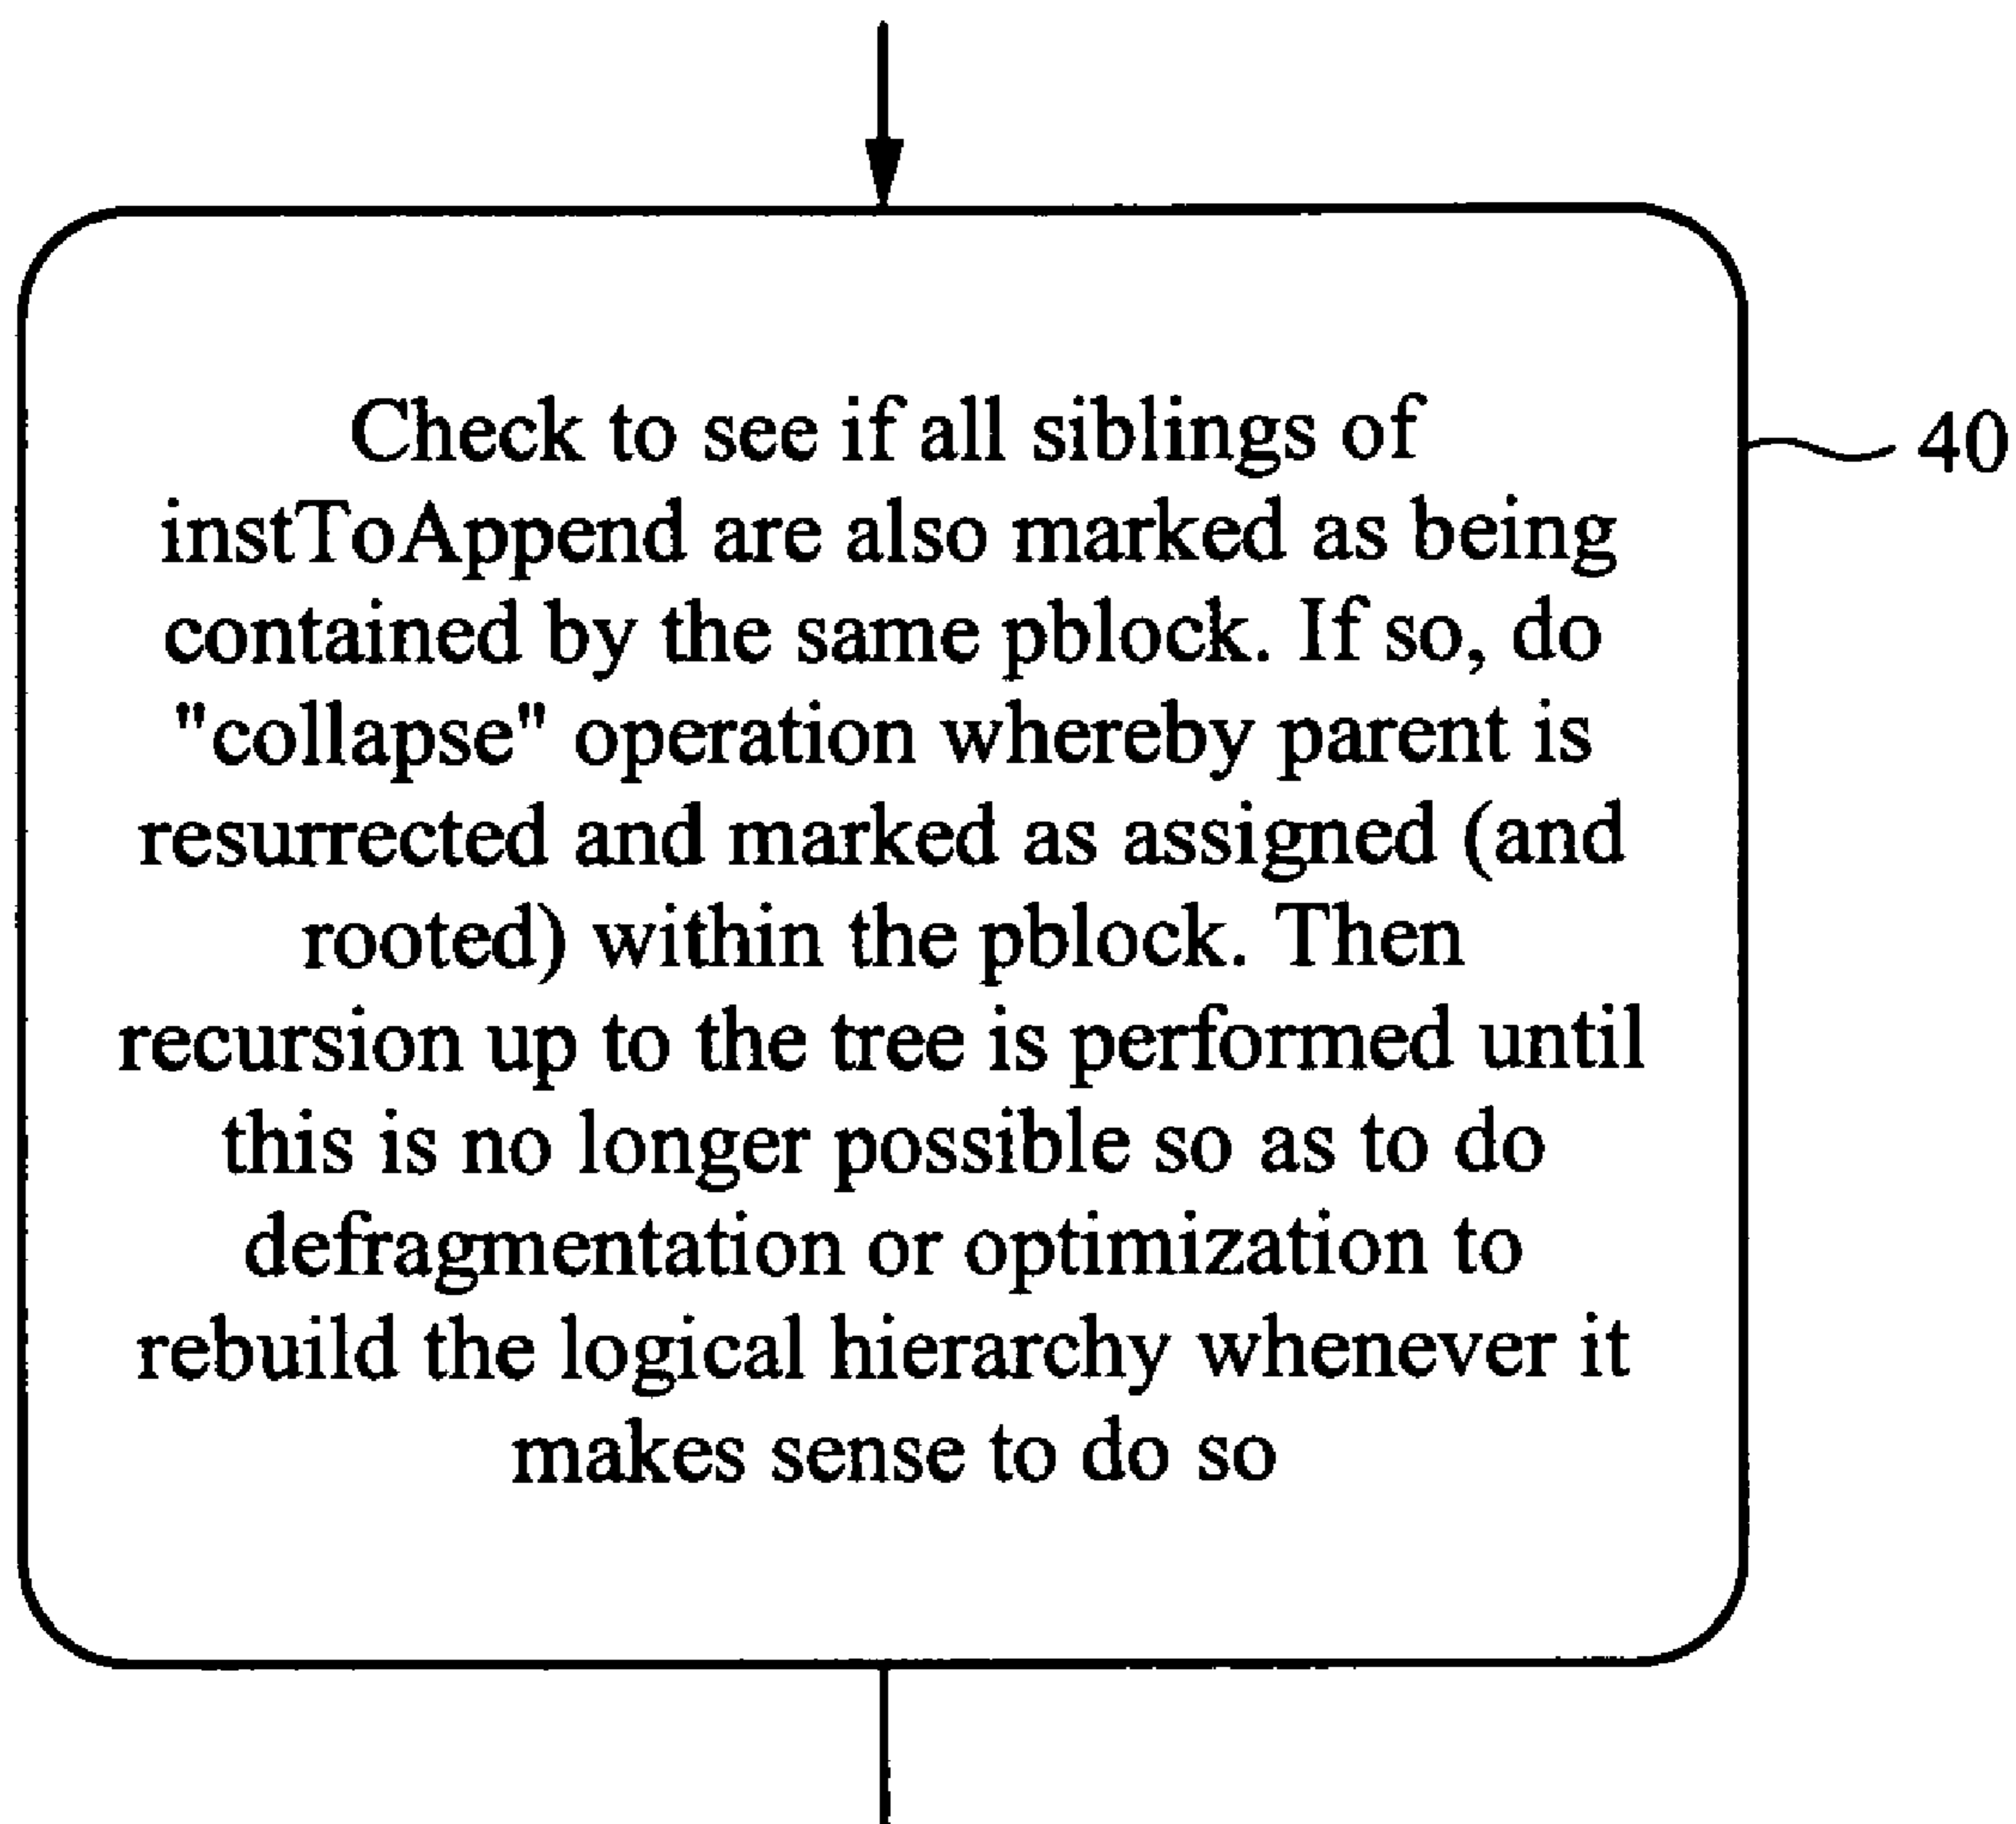 Check to see if all siblings of
instToAppend are also marked as being
contained by the same pblock. If so, do
"collapse" operation whereby parent is
resurrected and marked as assigned (and
rooted) within the pblock. Then
recursion up to the tree is performed until
this is no longer possible so as to do
defragmentation or optimization to
rebuild the logical hierarchy whenever it
makes sense to do so
40